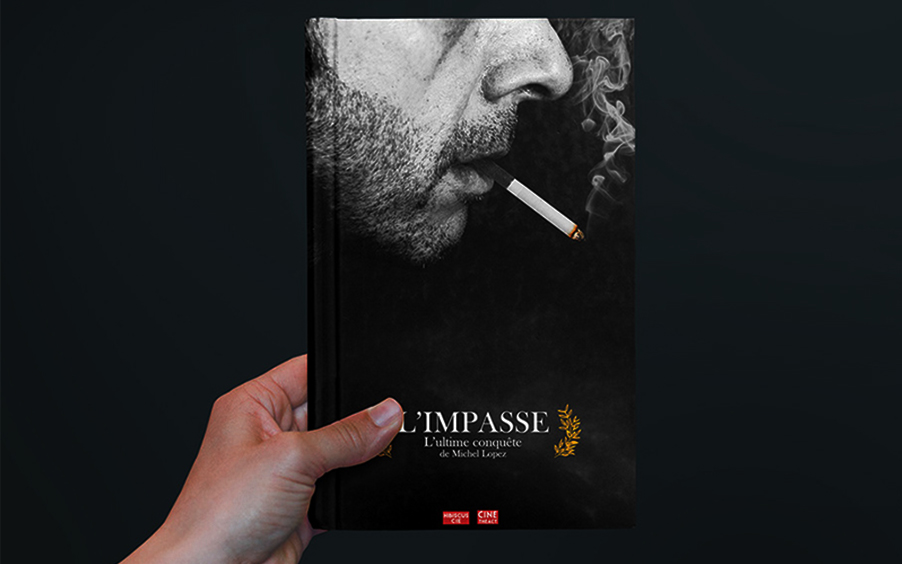 L'IMPASSE
L'ultime conquête
de Michel Lopez
HIBISCUS
CIE
CINE
THEACT